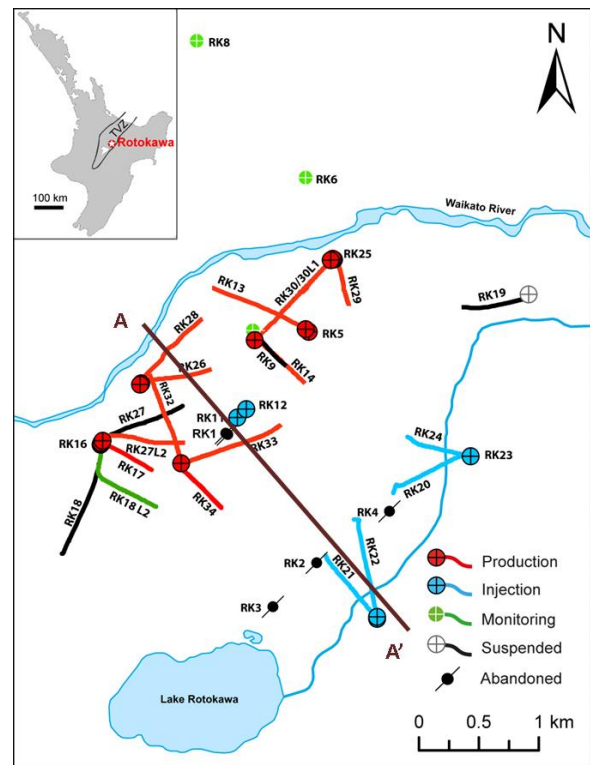 RK8
N
TVZ
Rotokawa
100 km
RK6
Waikato River
RK25
RK30/30L1
RK29
RK19
RK13
RK28
A
RK5
RK9
RK14
RK26
RK32
RK27
RK12
RK11
RK1
RK33
RK16
RK27L2
RK17
RK18 L2
RK18
RK34
RK24
RK23
RK20
RK4
RK22
RK21
RK2
RK3
A'
Lake Rotokawa
Production
Injection
Monitoring
Suspended
Abandoned
0 0.5 1 km